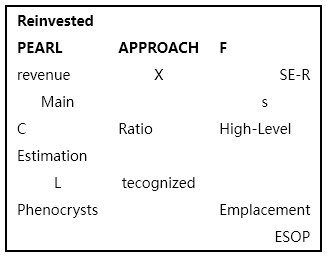 Reinvested
PEARL APPROACH F
revenue X SE-R
Main s
C Ratio High-Level
Estimation
L tecognized
Phenocrysts Emplacement
ESOP